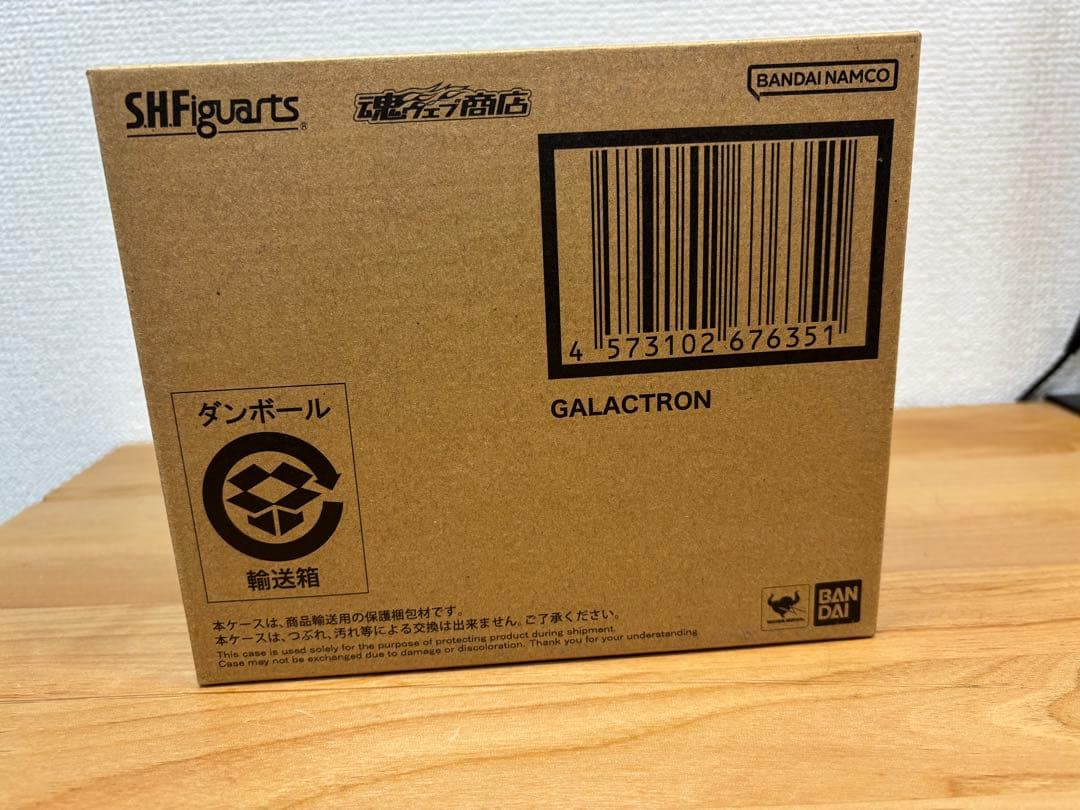 S.H.Figuarts®
魂ウェブ商店
BANDAI NAMCO
4 573102 676351
GALACTRON
ダンボール
輸送箱
本ケースは、商品輸送用の保護梱包材です。
本ケースは、つぶれ、汚れ等による交換は出来ません。ご了承ください。
This case is used solely for the purpose of protecting product during shipment.
Case may not be exchanged due to damage or discoloration. Thank you for your understanding
BAN
DAI